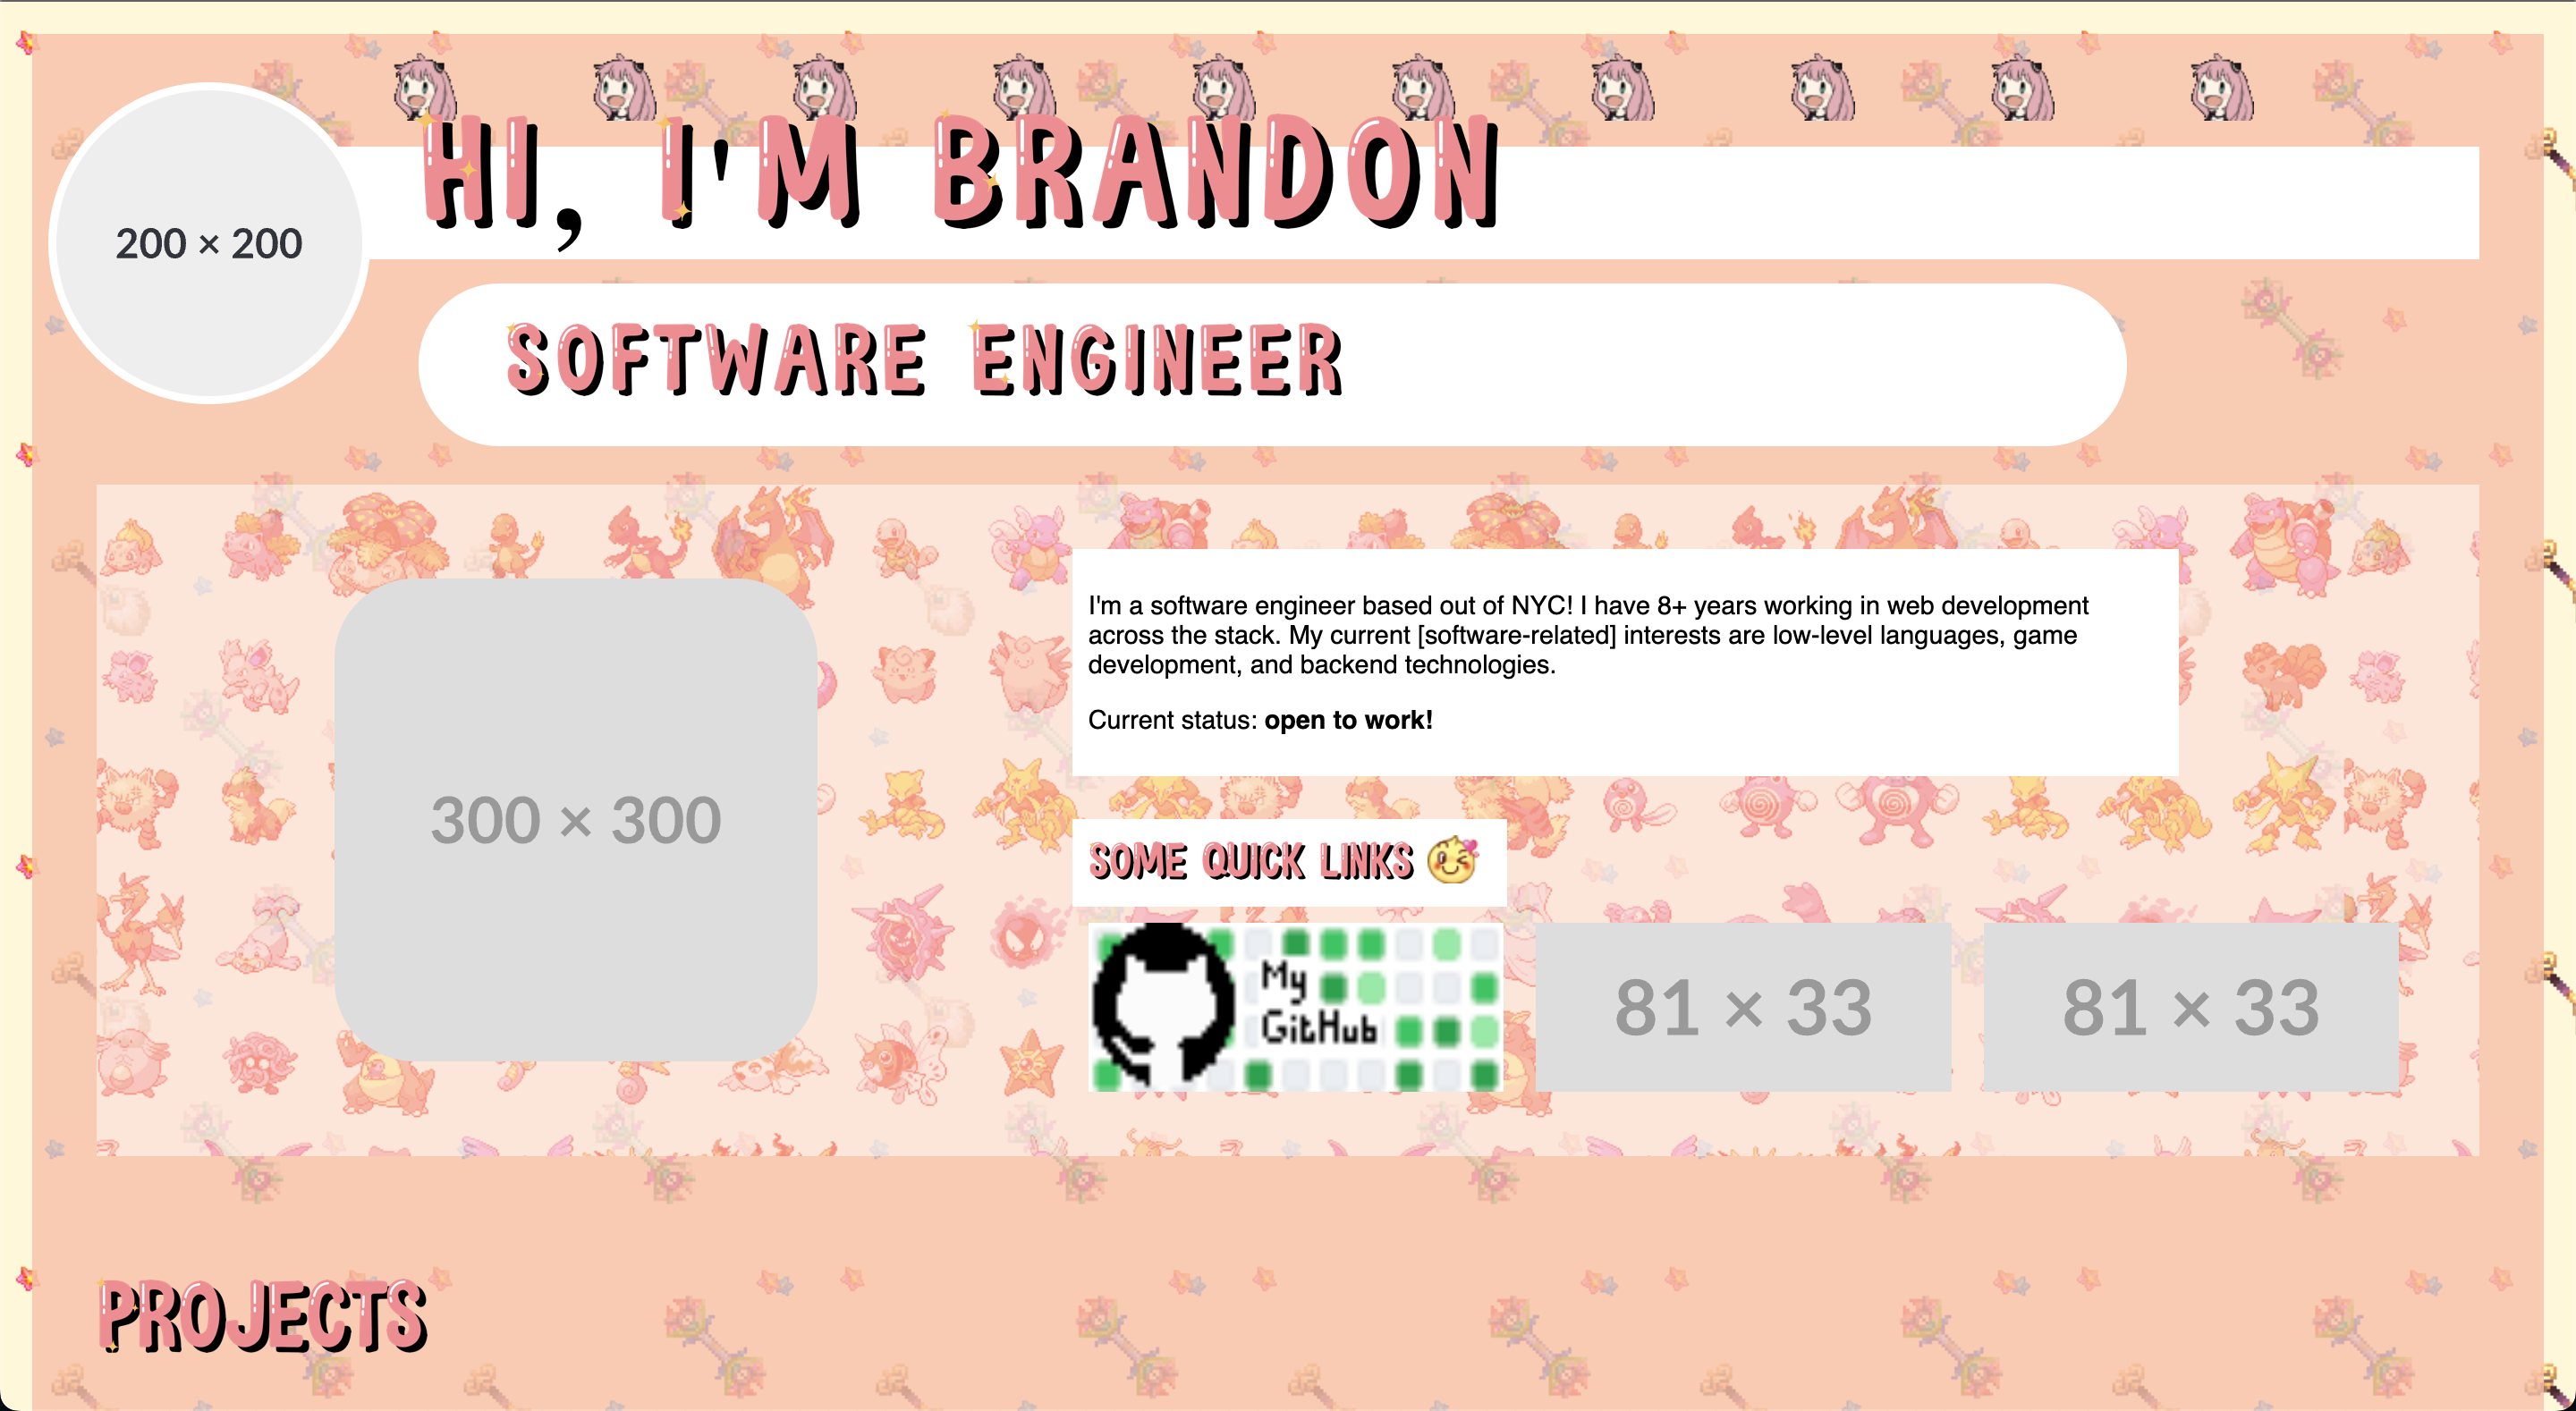 HI, I'M BRANDON
200 × 200
SOFTWARE ENGINEER
I'm a software engineer based out of NYC! I have 8+ years working in web development
across the stack. My current [software-related] interests are low-level languages, game
development, and backend technologies.
Current status: open to work!
300 × 300
SOME QUICK LINKS
My
GitHub
81 × 33
81 × 33
PROJECTS